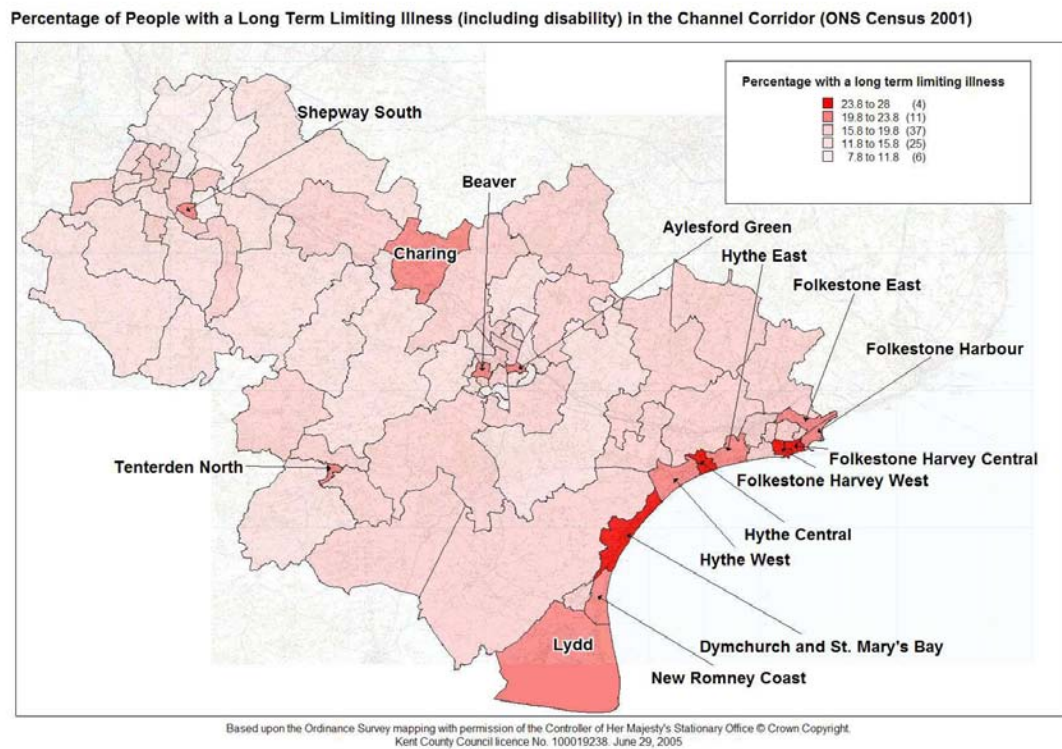 Percentage of People with a Long Term Limiting Illness (including disability) in the Channel Corridor (ONS Census 2001)
Percentage with a long term limiting illness
23.8 to 28 (4)
19.8 to 23.8 (11)
15.8 to 19.8 (37)
11.8 to 15.8 (25)
7.8 to 11.8 (6)
Shepway South
Beaver
Aylesford Green
Charing
Hythe East
Folkestone East
Folkestone Harbour
Tenterden North
Folkestone Harvey Central
Folkestone Harvey West
Hythe Central
Hythe West
Lydd
Dymchurch and St. Mary's Bay
New Romney Coast
Based upon the Ordinance Survey mapping with permission of the Controller of Her Majesty's Stationary Office © Crown Copyright.
Kent County Council licence No. 100019238. June 29, 2005